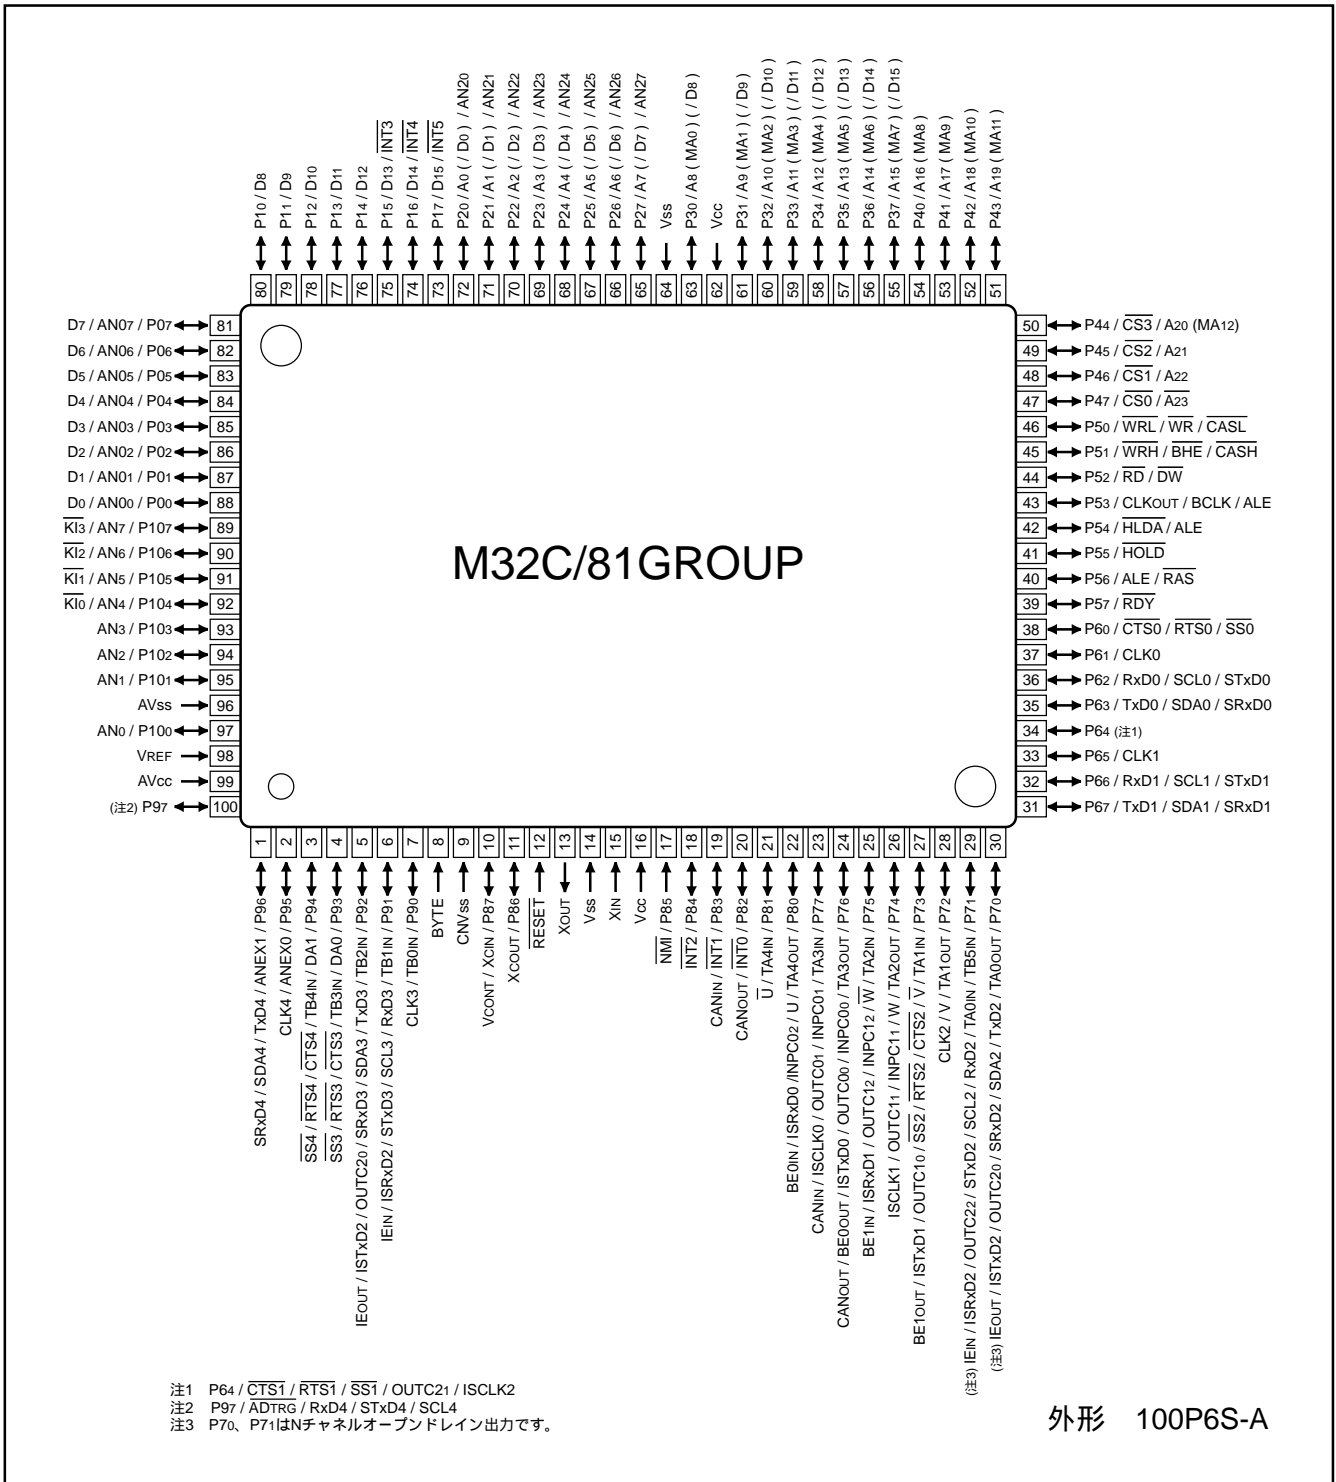 P10 / D8
P11 / D9
P12 / D10
P13 / D11
P14 / D12
P15 / D13 / INT3
P16 / D14 / INT4
P17 / D15 / INT5
P20 / A0 ( / D0 ) / AN20
P21 / A1 ( / D1 ) / AN21
P22 / A2 ( / D2 ) / AN22
P23 / A3 ( / D3 ) / AN23
P24 / A4 ( / D4 ) / AN24
P25 / A5 ( / D5 ) / AN25
P26 / A6 ( / D6 ) / AN26
P27 / A7 ( / D7 ) / AN27
Vss
P30 / A8 ( MA0 ) ( / D8 )
Vcc
P31 / A9 ( MA1 ) ( / D9 )
P32 / A10 ( MA2 ) ( / D10 )
P33 / A11 ( MA3 ) ( / D11 )
P34 / A12 ( MA4 ) ( / D12 )
P35 / A13 ( MA5 ) ( / D13 )
P36 / A14 ( MA6 ) ( / D14 )
P37 / A15 ( MA7 ) ( / D15 )
P40 / A16 ( MA8 )
P41 / A17 ( MA9 )
P42 / A18 ( MA10 )
P43 / A19 ( MA11 )
80 79 78 77 76 75 74 73 72 71 70 69 68 67 66 65 64 63 62 61 60 59 58 57 56 55 54 53 52 51
D7 / AN07 / P07 81
D6 / AN06 / P06 82
D5 / AN05 / P05 83
D4 / AN04 / P04 84
D3 / AN03 / P03 85
D2 / AN02 / P02 86
D1 / AN01 / P01 87
D0 / AN00 / P00 88
KI3 / AN7 / P107 89
KI2 / AN6 / P106 90
KI1 / AN5 / P105 91
KI0 / AN4 / P104 92
AN3 / P103 93
AN2 / P102 94
AN1 / P101 95
AVss 96
AN0 / P100 97
VREF 98
AVcc 99
(注2) P97 100
M32C/81GROUP
50 P44 / CS3 / A20 (MA12)
49 P45 / CS2 / A21
48 P46 / CS1 / A22
47 P47 / CS0 / A23
46 P50 / WRL / WR / CASL
45 P51 / WRH / BHE / CASH
44 P52 / RD / DW
43 P53 / CLKOUT / BCLK / ALE
42 P54 / HLDA / ALE
41 P55 / HOLD
40 P56 / ALE / RAS
39 P57 / RDY
38 P60 / CTS0 / RTS0 / SS0
37 P61 / CLK0
36 P62 / RxD0 / SCL0 / STxD0
35 P63 / TxD0 / SDA0 / SRxD0
34 P64 (注1)
33 P65 / CLK1
32 P66 / RxD1 / SCL1 / STxD1
31 P67 / TxD1 / SDA1 / SRxD1
1 2 3 4 5 6 7 8 9 10 11 12 13 14 15 16 17 18 19 20 21 22 23 24 25 26 27 28 29 30
SRxD4 / SDA4 / TxD4 / ANEX1 / P96
CLK4 / ANEX0 / P95
SS4 / RTS4 / CTS4 / TB4IN / DA1 / P94
SS3 / RTS3 / CTS3 / TB3IN / DA0 / P93
IEOUT / ISTxD2 / OUTC20 / SRxD3 / SDA3 / TxD3 / TB2IN / P92
IEIN / ISRxD2 / STxD3 / SCL3 / RxD3 / TB1IN / P91
CLK3 / TB0IN / P90
BYTE
CNVss
VCONT / XCIN / P87
XCOUT / P86
RESET
XOUT
Vss
XIN
Vcc
NMI / P85
INT2 / P84
CANIN / INT1 / P83
CANOUT / INT0 / P82
U / TA4IN / P81
BE0IN / ISRxD0 /INPC02 / U / TA4OUT / P80
CANIN / ISCLK0 / OUTC01 / INPC01 / TA3IN / P77
CANOUT / BE0OUT / ISTxD0 / OUTC00 / INPC00 / TA3OUT / P76
BE1IN / ISRxD1 / OUTC12 / INPC12 / W / TA2IN / P75
ISCLK1 / OUTC11 / INPC11 / W / TA2OUT / P74
BE1OUT / ISTxD1 / OUTC10 / SS2 / RTS2 / CTS2 / V / TA1IN / P73
CLK2 / V / TA1OUT / P72
(注3) IEIN / ISRxD2 / OUTC22 / STxD2 / SCL2 / RxD2 / TA0IN / TB5IN / P71
(注3) IEOUT / ISTxD2 / OUTC20 / SRxD2 / SDA2 / TxD2 / TA0OUT / P70
注1 P64 / CTS1 / RTS1 / SS1 / OUTC21 / ISCLK2
注2 P97 / ADTRG / RxD4 / STxD4 / SCL4
注3 P70、P71はNチャネルオープンドレイン出力です。
外形 100P6S-A